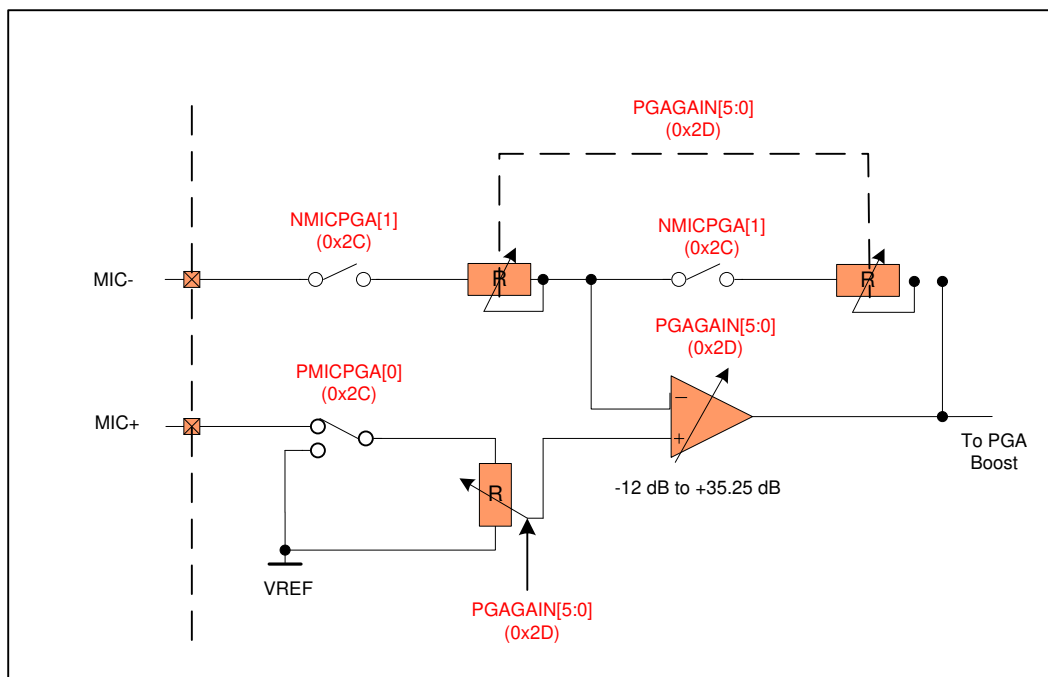 PGAGAIN[5:0]
(0x2D)
NMICPGA[1]
(0x2C)
NMICPGA[1]
(0x2C)
MIC-
R
R
PGAGAIN[5:0]
(0x2D)
PMICPGA[0]
(0x2C)
MIC+
−
+
To PGA
Boost
R
-12 dB to +35.25 dB
VREF
PGAGAIN[5:0]
(0x2D)